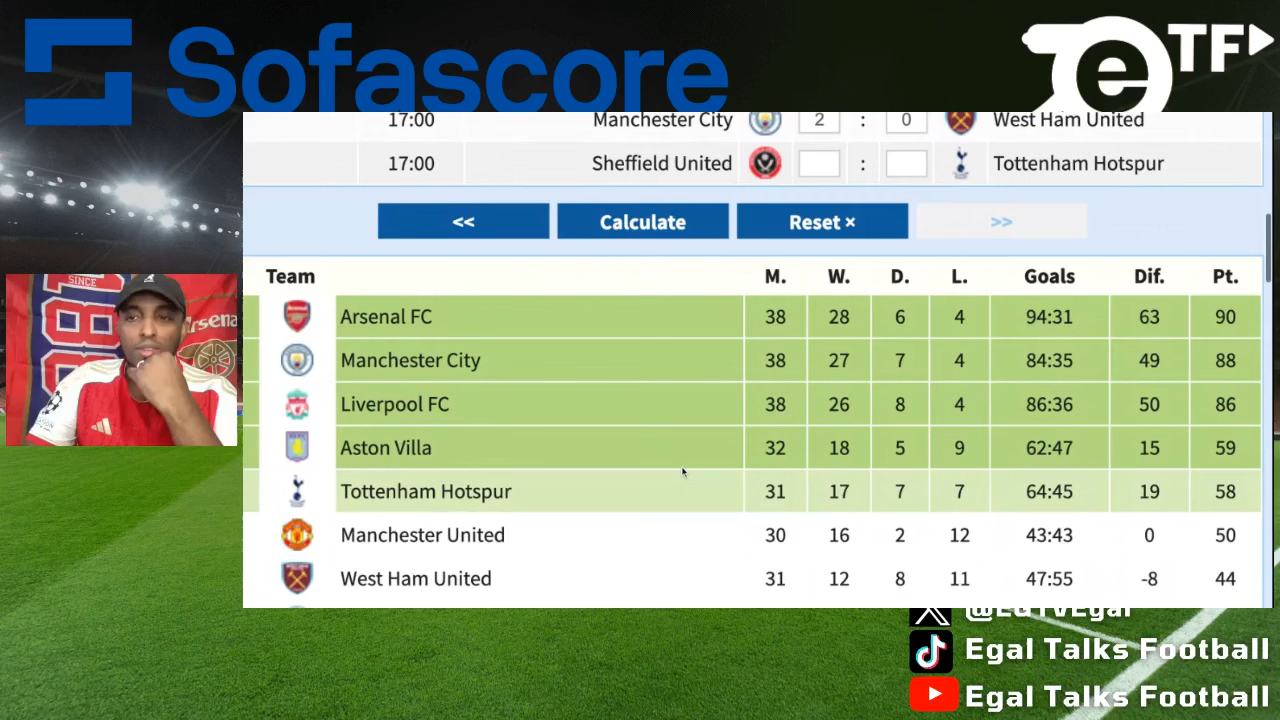 Sofascore
e TF
17:00 Manchester City 2 : 0 West Ham United
17:00 Sheffield United : Tottenham Hotspur
<< Calculate Reset × >>
Team M. W. D. L. Goals Dif. Pt.
Arsenal FC 38 28 6 4 94:31 63 90
Manchester City 38 27 7 4 84:35 49 88
Liverpool FC 38 26 8 4 86:36 50 86
Aston Villa 32 18 5 9 62:47 15 59
Tottenham Hotspur 31 17 7 7 64:45 19 58
Manchester United 30 16 2 12 43:43 0 50
West Ham United 31 12 8 11 47:55 -8 44
SINCE
Arsenal
Egal Talks Football
Egal Talks Football